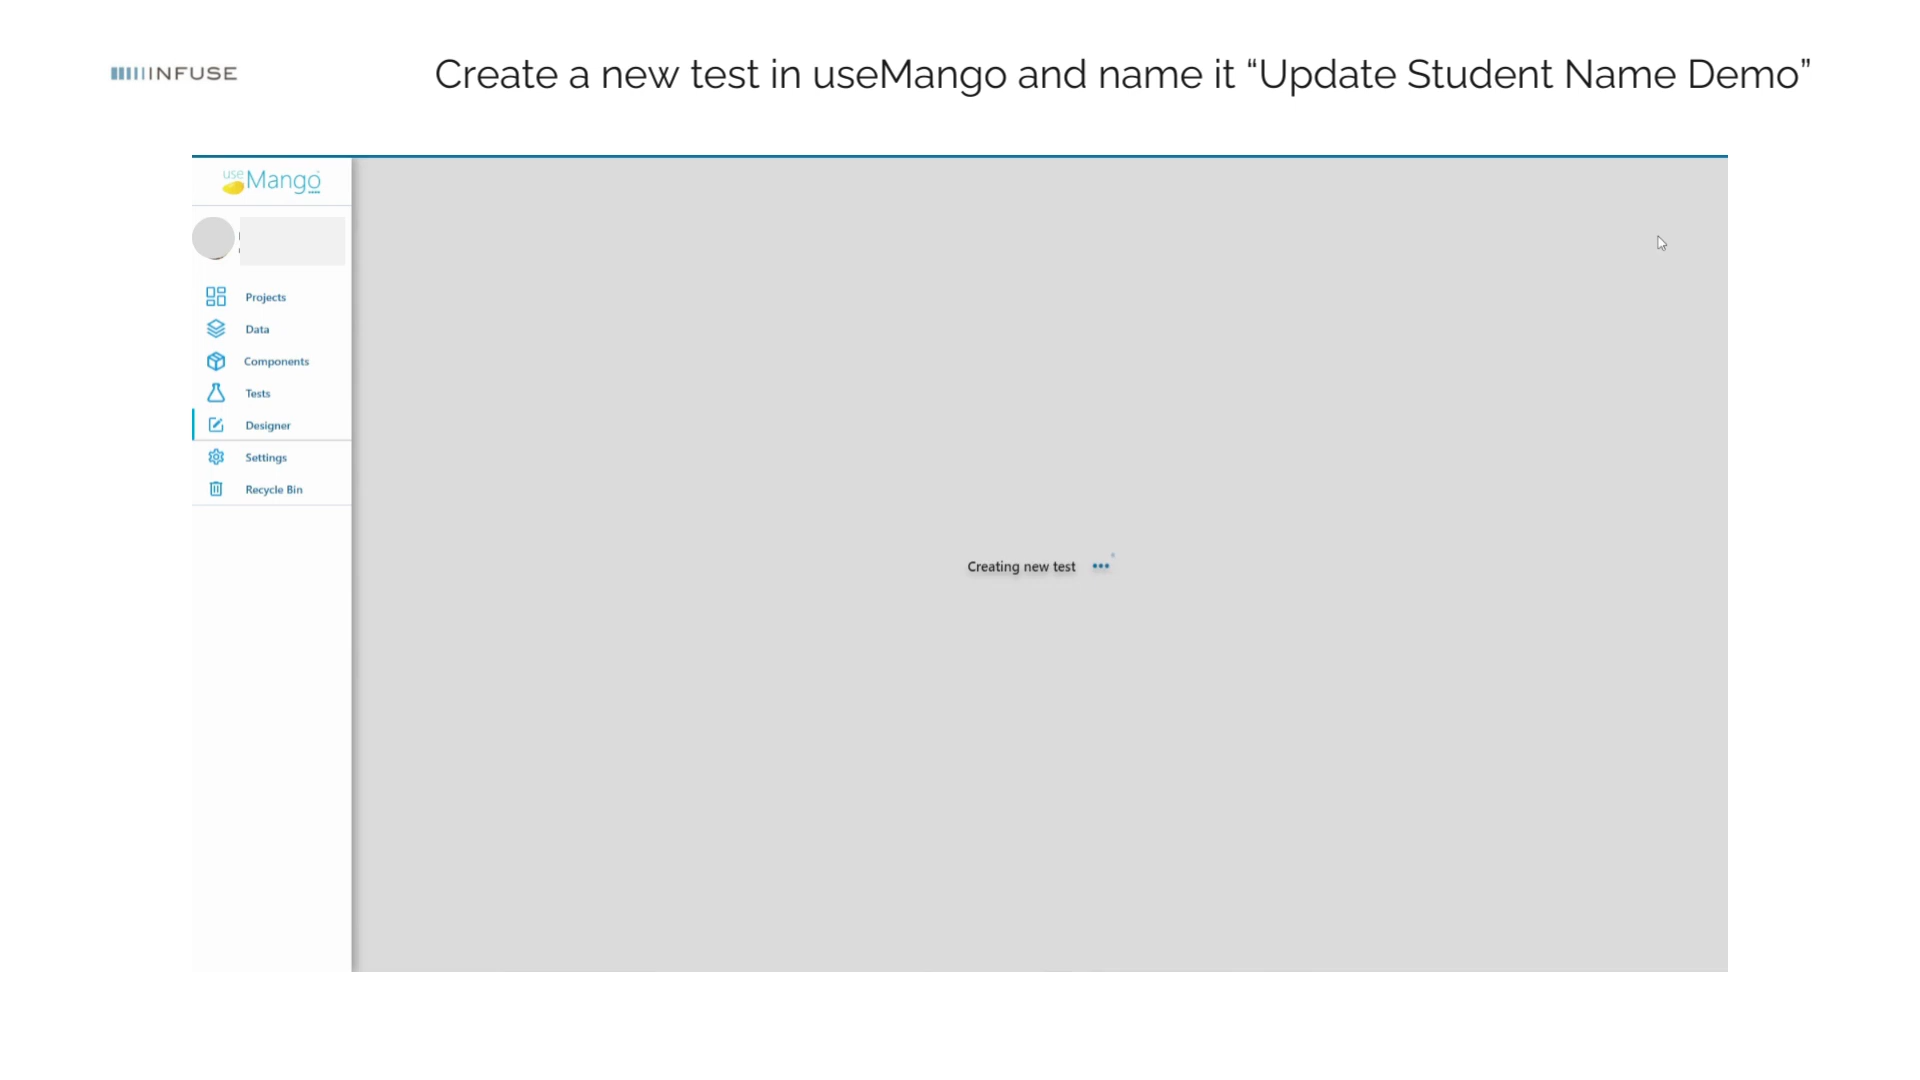 INFUSE
Create a new test in useMango and name it “Update Student Name Demo”
useMango
Projects
Data
Components
Tests
Designer
Settings
Recycle Bin
Creating new test